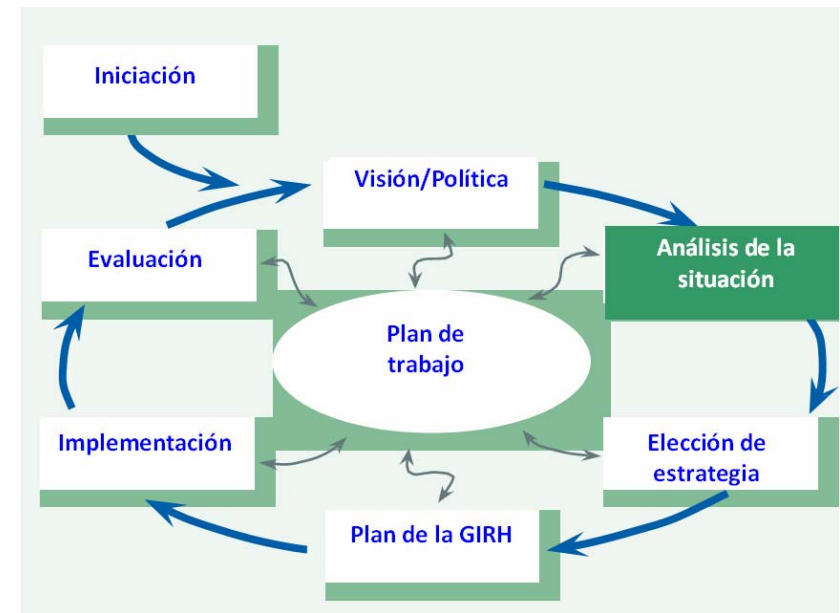 Iniciación
Visión/Política
Análisis de la
situación
Evaluación
Plan de
trabajo
Implementación
Elección de
estrategia
Plan de la GIRH